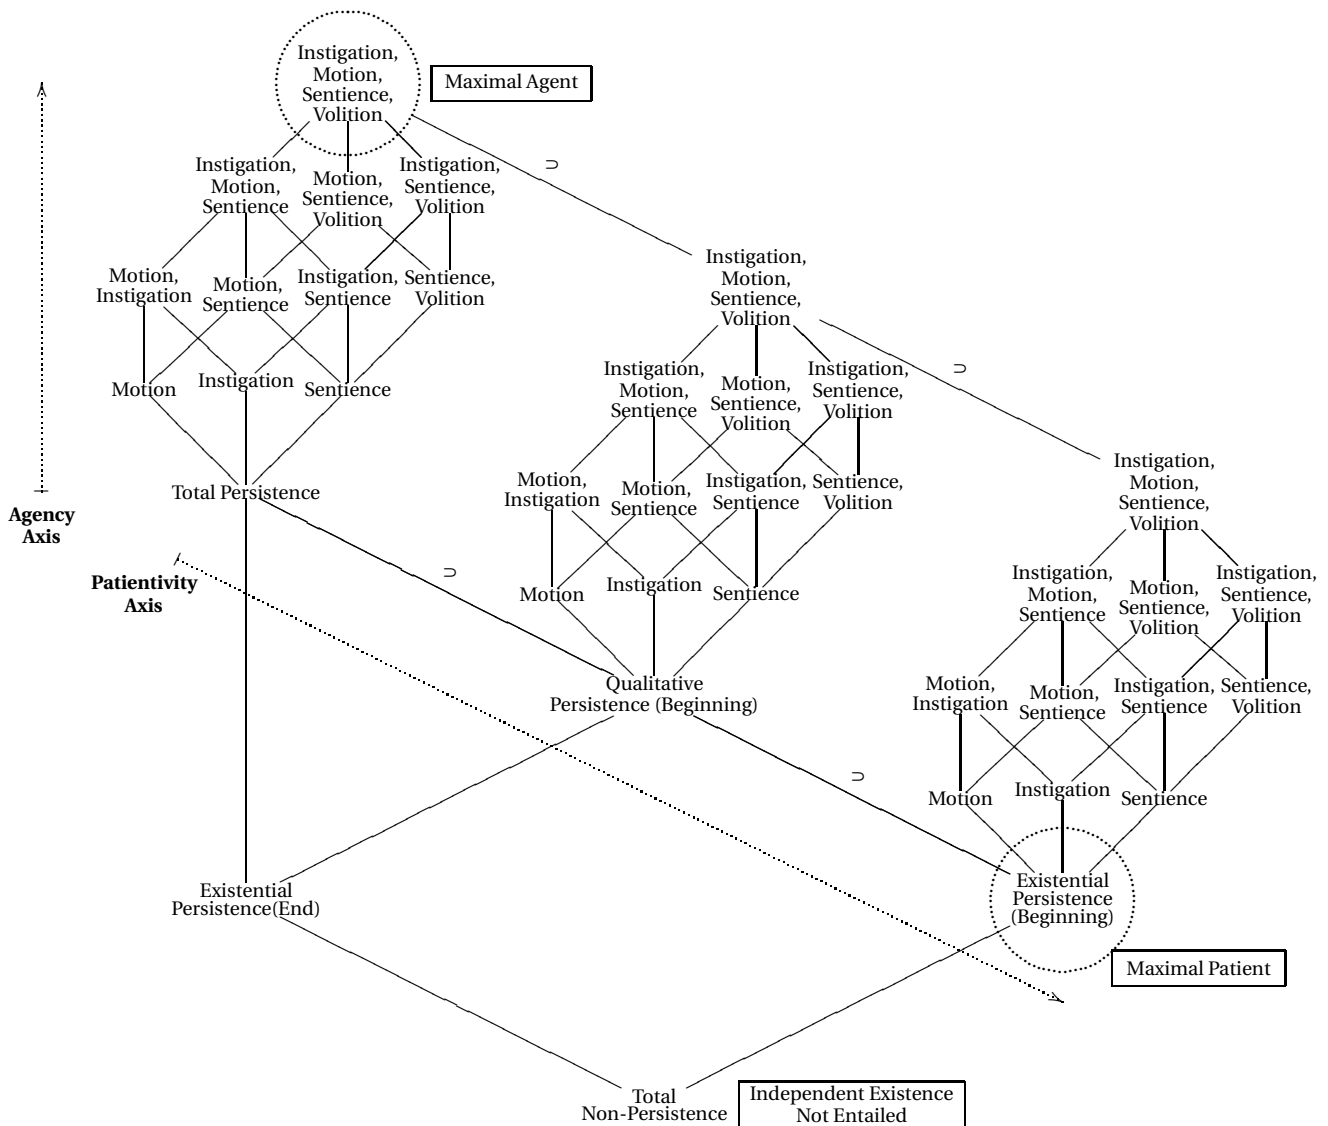 Instigation,
Motion,
Sentience,
Volition
Maximal Agent
Instigation,
Motion,
Sentience
Motion,
Sentience,
Volition
Instigation,
Sentience,
Volition
⊃
Motion,
Instigation
Motion,
Sentience
Instigation,
Sentience
Sentience,
Volition
Motion
Instigation
Sentience
Total Persistence
Agency
Axis
Patientivity
Axis
⊃
Instigation,
Motion,
Sentience,
Volition
⊃
Instigation,
Motion,
Sentience
Motion,
Sentience,
Volition
Instigation,
Sentience,
Volition
Motion,
Instigation
Motion,
Sentience
Instigation,
Sentience
Sentience,
Volition
Motion
Instigation
Sentience
Qualitative
Persistence (Beginning)
⊃
Instigation,
Motion,
Sentience,
Volition
Instigation,
Motion,
Sentience
Motion,
Sentience,
Volition
Instigation,
Sentience,
Volition
Motion,
Instigation
Motion,
Sentience
Instigation,
Sentience
Sentience,
Volition
Motion
Instigation
Sentience
Existential
Persistence(End)
Existential
Persistence
(Beginning)
Maximal Patient
Total
Non-Persistence
Independent Existence
Not Entailed